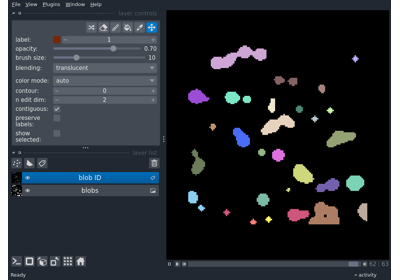 File View Plugins Window Help
layer controls
label: 1
opacity: 0.70
brush size: 10
blending: translucent
color mode: auto
contour: 0
n edit dim: 2
contiguous:
preserve
labels:
show
selected:
layer list
blob ID
blobs
62 63
Ready
activity